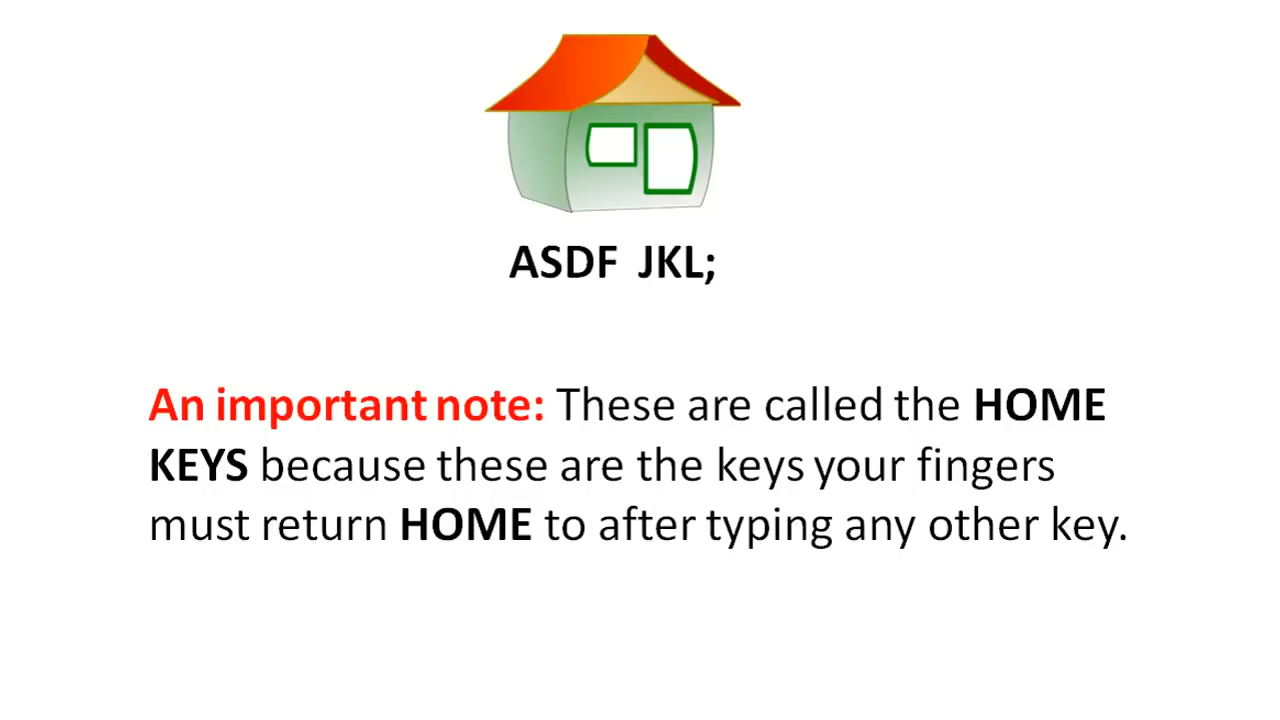 ASDF JKL;
An important note: These are called the HOME
KEYS because these are the keys your fingers
must return HOME to after typing any other key.